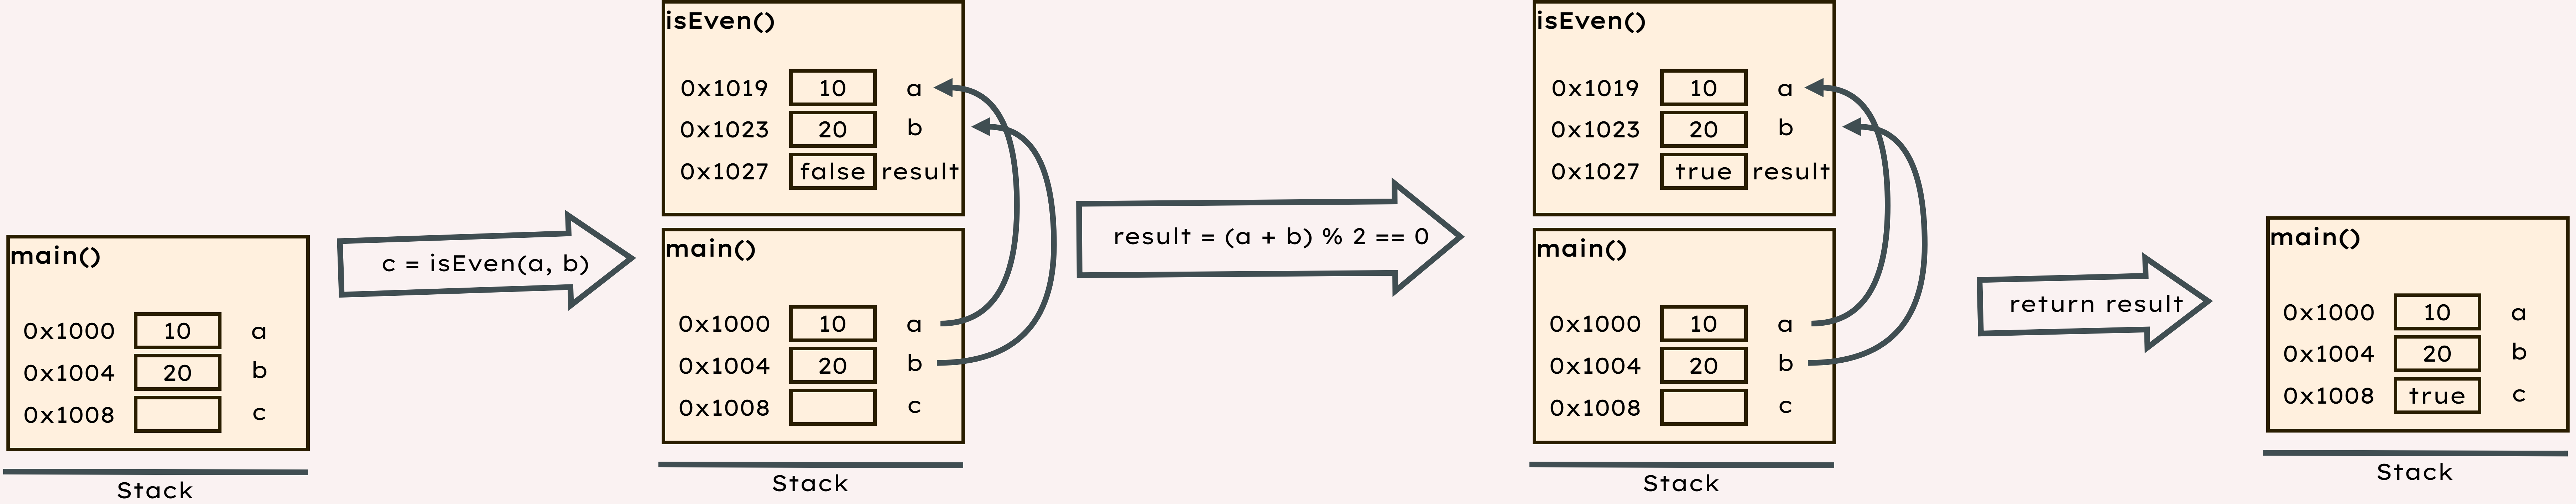 main()
0x1000 10 a
0x1004 20 b
0x1008 c
Stack
c = isEven(a, b)
isEven()
0x1019 10 a
0x1023 20 b
0x1027 false result
main()
0x1000 10 a
0x1004 20 b
0x1008 c
Stack
result = (a + b) % 2 == 0
isEven()
0x1019 10 a
0x1023 20 b
0x1027 true result
main()
0x1000 10 a
0x1004 20 b
0x1008 c
Stack
return result
main()
0x1000 10 a
0x1004 20 b
0x1008 true c
Stack